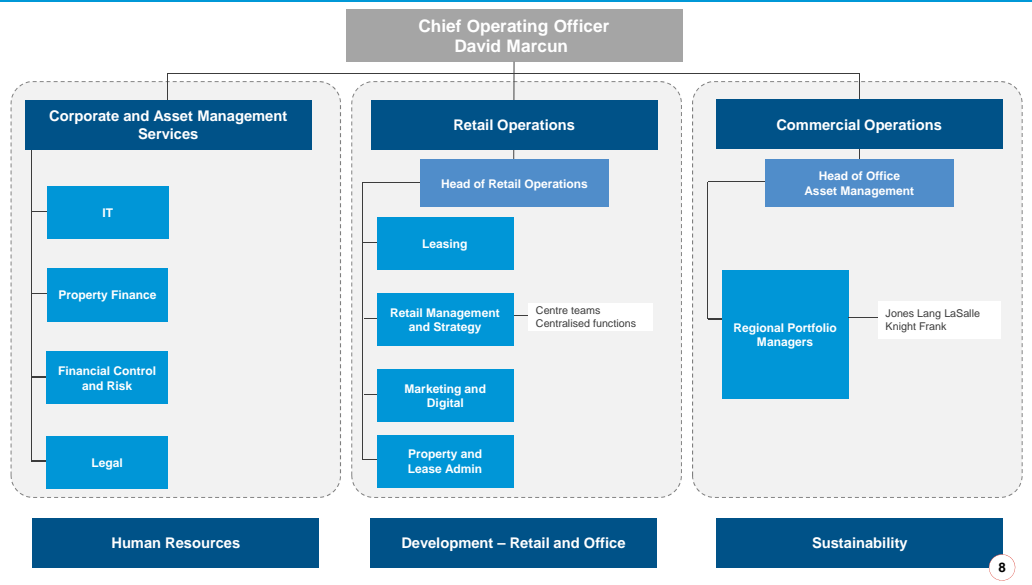 Chief Operating Officer
David Marcun
Corporate and Asset Management
Services
IT
Property Finance
Financial Control
and Risk
Legal
Retail Operations
Head of Retail Operations
Leasing
Retail Management
and Strategy
Centre teams
Centralised functions
Marketing and
Digital
Property and
Lease Admin
Commercial Operations
Head of Office
Asset Management
Regional Portfolio
Managers
Jones Lang LaSalle
Knight Frank
Human Resources
Development – Retail and Office
Sustainability
8